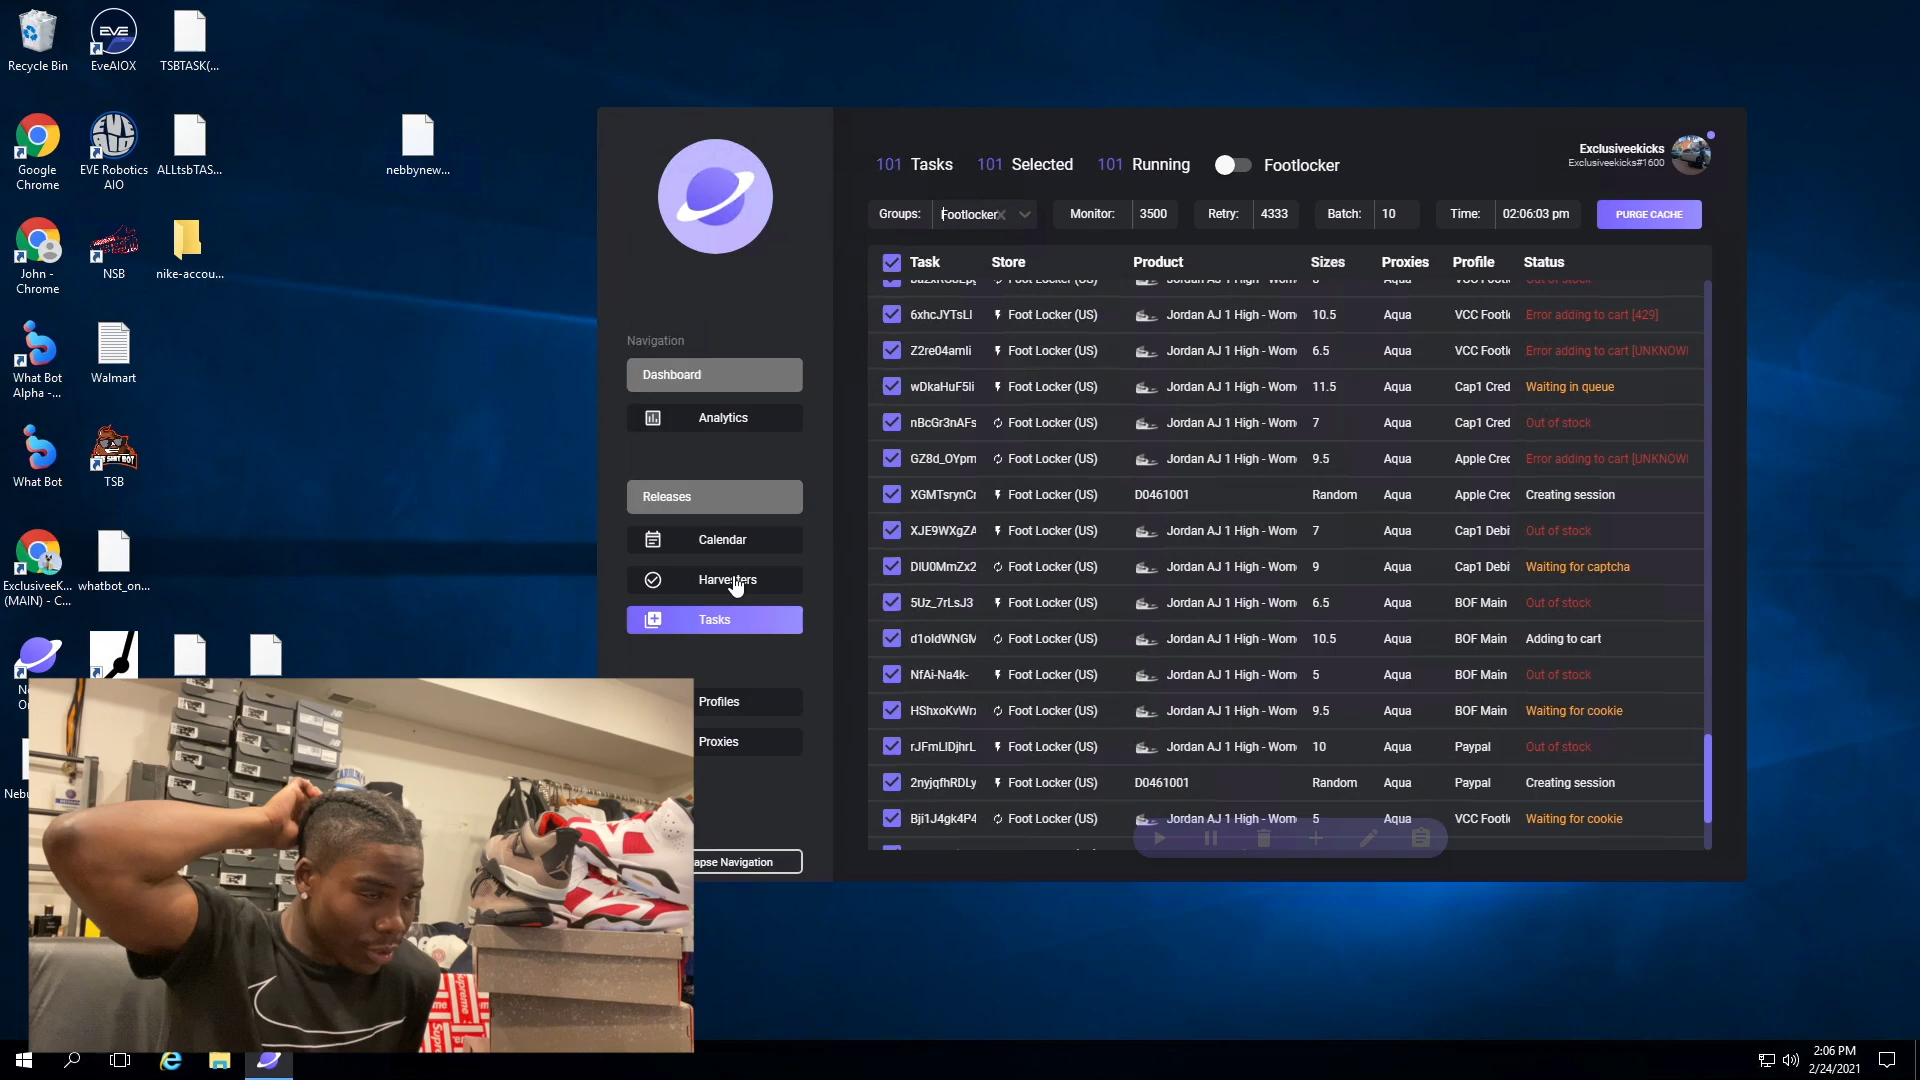 Recycle Bin
EveAIOX
TSBTASK(...
Google Chrome
EVE Robotics AIO
ALLtsbTAS...
nebbynew...
John - Chrome
NSB
nike-accou...
What Bot Alpha -...
Walmart
What Bot
TSB
ExclusiveeK... (MAIN) - C...
whatbot_on...
101 Tasks 101 Selected 101 Running Footlocker
Exclusiveekicks
Exclusiveekicks#1600
Groups: Footlocker Monitor: 3500 Retry: 4333 Batch: 10 Time: 02:06:03 pm PURGE CACHE
Navigation
Dashboard
Analytics
Releases
Calendar
Harvesters
Tasks
Profiles
Proxies
apse Navigation
Task Store Product Sizes Proxies Profile Status
6xhcJYTsLI Foot Locker (US) Jordan AJ 1 High - Wom 10.5 Aqua VCC Footl Error adding to cart [429]
Z2re04amli Foot Locker (US) Jordan AJ 1 High - Wom 6.5 Aqua VCC Footl Error adding to cart [UNKNOWN
wDkaHuF5li Foot Locker (US) Jordan AJ 1 High - Wom 11.5 Aqua Cap1 Cred Waiting in queue
nBcGr3nAFs Foot Locker (US) Jordan AJ 1 High - Wom 7 Aqua Cap1 Cred Out of stock
GZ8d_OYpm Foot Locker (US) Jordan AJ 1 High - Wom 9.5 Aqua Apple Crec Error adding to cart [UNKNOWN
XGMTsrynCr Foot Locker (US) D0461001 Random Aqua Apple Crec Creating session
XJE9WXgZA Foot Locker (US) Jordan AJ 1 High - Wom 7 Aqua Cap1 Debi Out of stock
DIU0MmZx2 Foot Locker (US) Jordan AJ 1 High - Wom 9 Aqua Cap1 Debi Waiting for captcha
5Uz_7rLsJ3 Foot Locker (US) Jordan AJ 1 High - Wom 6.5 Aqua BOF Main Out of stock
d1oldWNGM Foot Locker (US) Jordan AJ 1 High - Wom 10.5 Aqua BOF Main Adding to cart
NfAi-Na4k- Foot Locker (US) Jordan AJ 1 High - Wom 5 Aqua BOF Main Out of stock
HShxoKvWr Foot Locker (US) Jordan AJ 1 High - Wom 9.5 Aqua BOF Main Waiting for cookie
rJFmLIDjhrL Foot Locker (US) Jordan AJ 1 High - Wom 10 Aqua Paypal Out of stock
2nyjqfhRDLy Foot Locker (US) D0461001 Random Aqua Paypal Creating session
Bji1J4gk4P4 Foot Locker (US) Jordan AJ 1 High - Wom 5 Aqua VCC Footl Waiting for cookie
Supreme
2:06 PM
2/24/2021